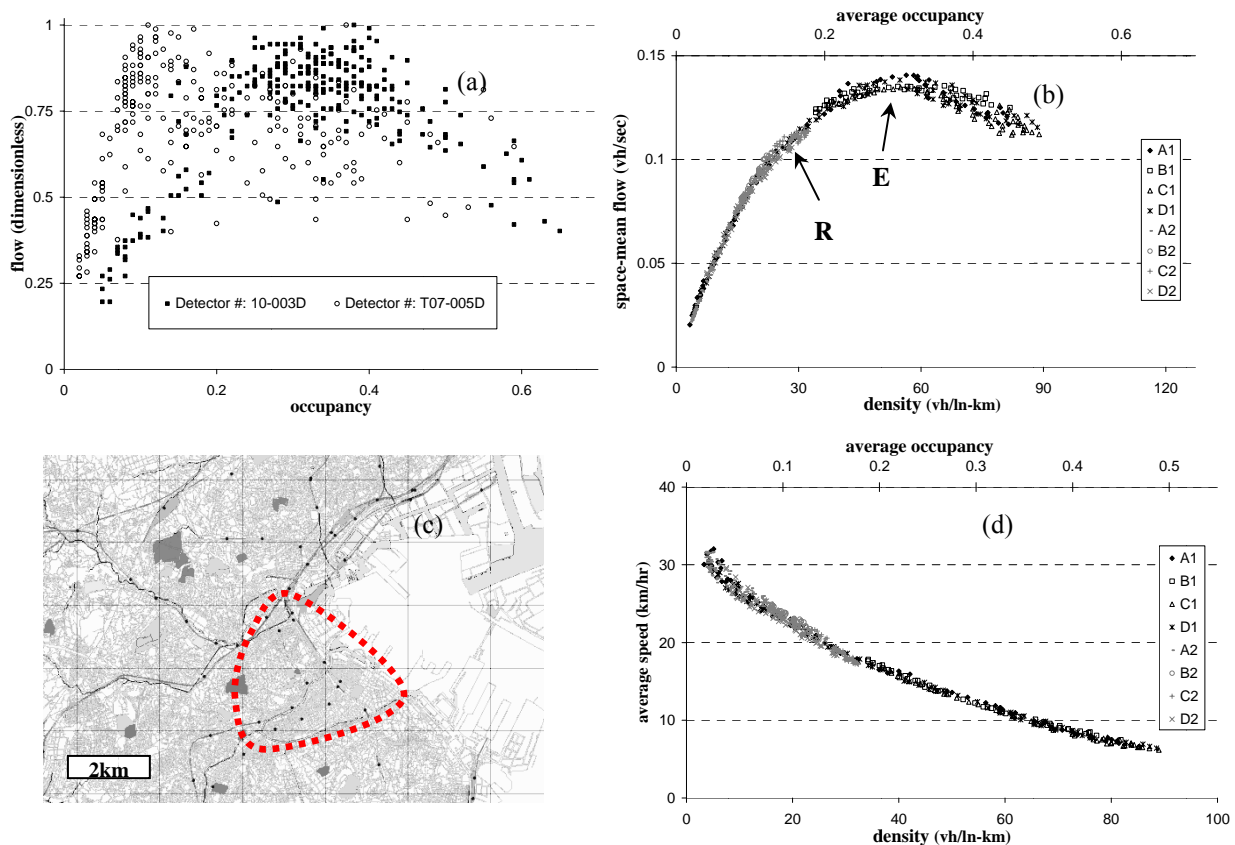 1
0.75
0.5
0.25
0
flow (dimensionless)
(a)
Detector #: 10-003D
Detector #: T07-005D
0 0.2 0.4 0.6
occupancy
average occupancy
0 0.2 0.4 0.6
0.15
0.1
0.05
0
space-mean flow (vh/sec)
(b)
E
R
A1
B1
C1
D1
A2
B2
C2
D2
0 30 60 90 120
density (vh/ln-km)
(c)
2km
average occupancy
0 0.1 0.2 0.3 0.4 0.5
40
30
20
10
0
average speed (km/hr)
(d)
A1
B1
C1
D1
A2
B2
C2
D2
0 20 40 60 80 100
density (vh/ln-km)